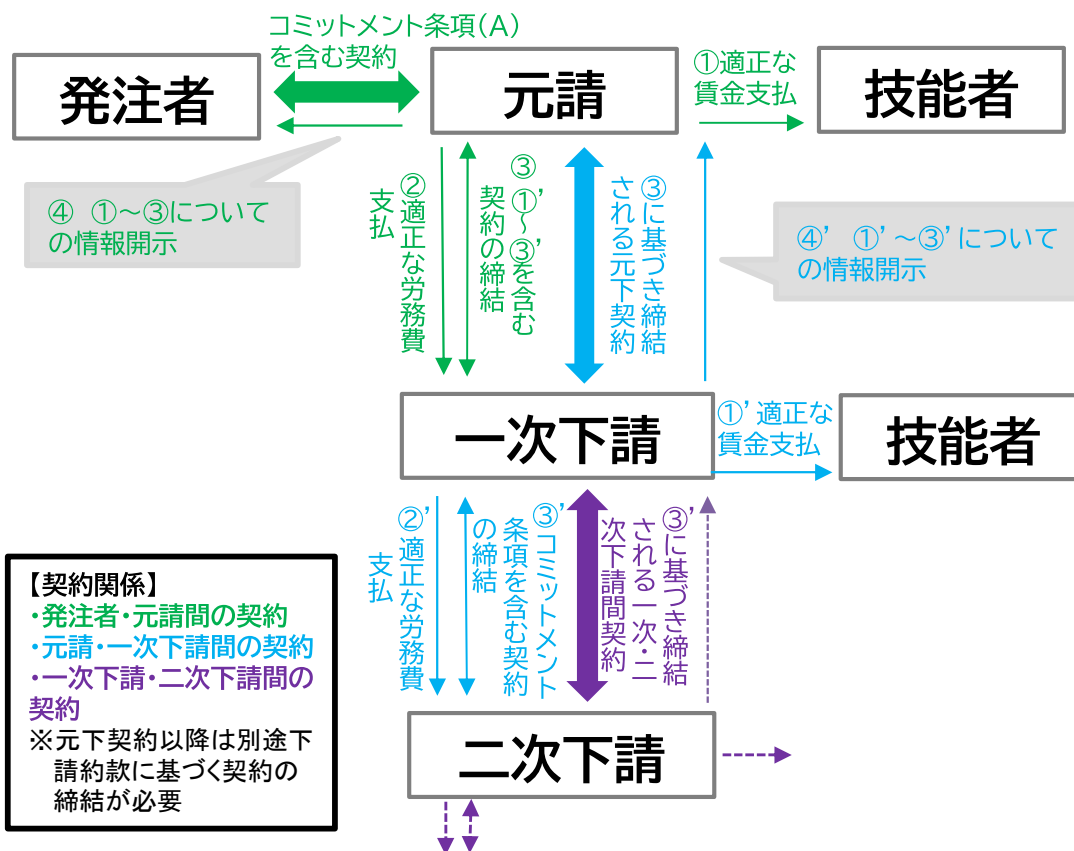 コミットメント条項(A)
を含む契約
発注者
元請
①適正な
賃金支払
技能者
④ ①～③について
の情報開示
②適正な労務費
支払
③ ①’～③’を含む
契約の締結
③に基づき締結
される元下契約
④’ ①’～③’について
の情報開示
一次下請
①’適正な
賃金支払
技能者
②’適正な労務費
支払
③’コミットメント
条項を含む契約
の締結
③’に基づき締結
される一次・二
次下請間契約
二次下請
【契約関係】
・発注者・元請間の契約
・元請・一次下請間の契約
・一次下請・二次下請間の
契約
※元下契約以降は別途下
請約款に基づく契約の
締結が必要